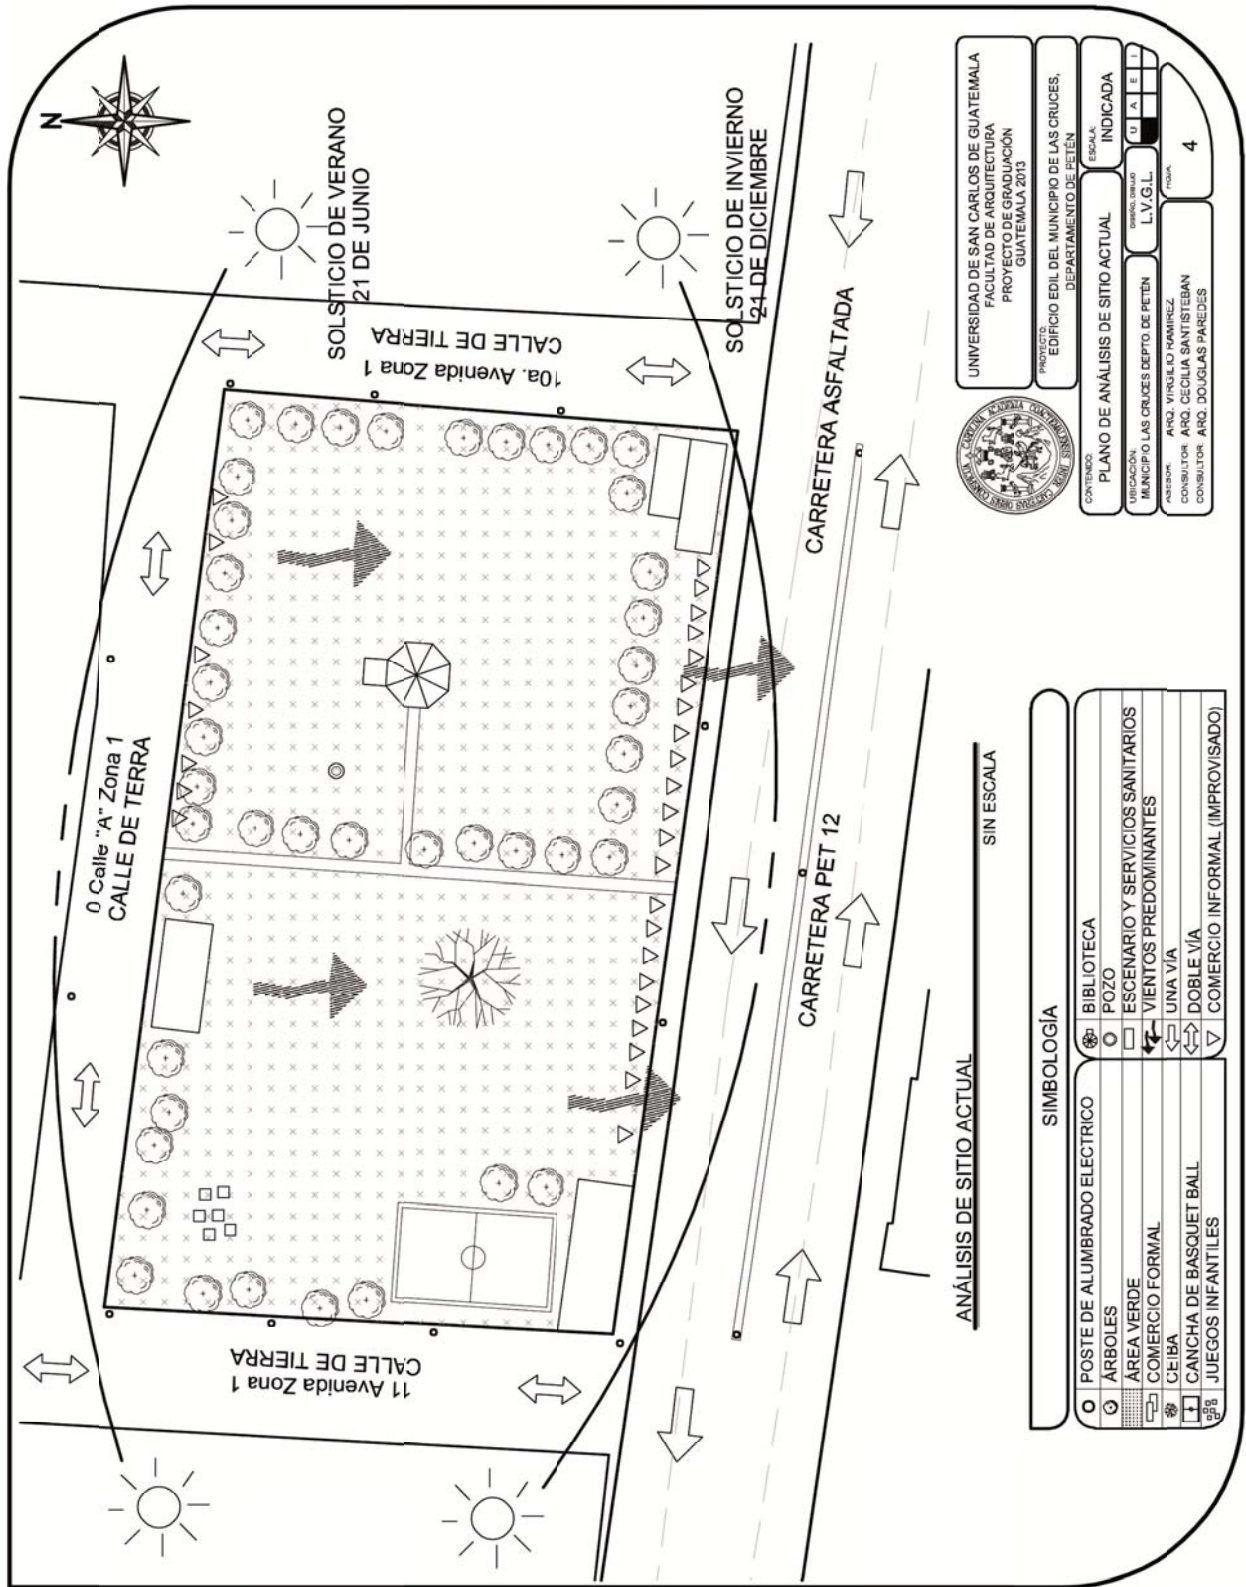 N
SOLSTICIO DE VERANO
21 DE JUNIO
SOLSTICIO DE INVIERNO
21 DE DICIEMBRE
0 Calle "A" Zona 1
CALLE DE TERRA
10a. Avenida Zona 1
CALLE DE TIERRA
11 Avenida Zona 1
CALLE DE TIERRA
CARRETERA ASFALTADA
CARRETERA PET 12
ANÁLISIS DE SITIO ACTUAL
SIN ESCALA
SIMBOLOGÍA
POSTE DE ALUMBRADO ELECTRICO
ÁRBOLES
ÁREA VERDE
COMERCIO FORMAL
CEIBA
CANCHA DE BASQUET BALL
JUEGOS INFANTILES
BIBLIOTECA
POZO
ESCENARIO Y SERVICIOS SANITARIOS
VIENTOS PREDOMINANTES
UNA VÍA
DOBLE VÍA
COMERCIO INFORMAL (IMPROVISADO)
UNIVERSIDAD DE SAN CARLOS DE GUATEMALA
FACULTAD DE ARQUITECTURA
PROYECTO DE GRADUACIÓN
GUATEMALA 2013
PROYECTO:
EDIFICIO EDIL DEL MUNICIPIO DE LAS CRUCES,
DEPARTAMENTO DE PETÉN
CONTENIDO:
PLANO DE ANÁLISIS DE SITIO ACTUAL
ESCALA:
INDICADA
UBICACIÓN:
MUNICIPIO LAS CRUCES DEPTO. DE PETÉN
DISEÑO, DIBUJO
L.V.G.L.
U A E I
ASESOR: ARQ. VIRGILIO RAMIREZ
CONSULTOR: ARQ. CECILIA SANTISTEBAN
CONSULTOR: ARQ. DOUGLAS PAREDES
HOJA:
4